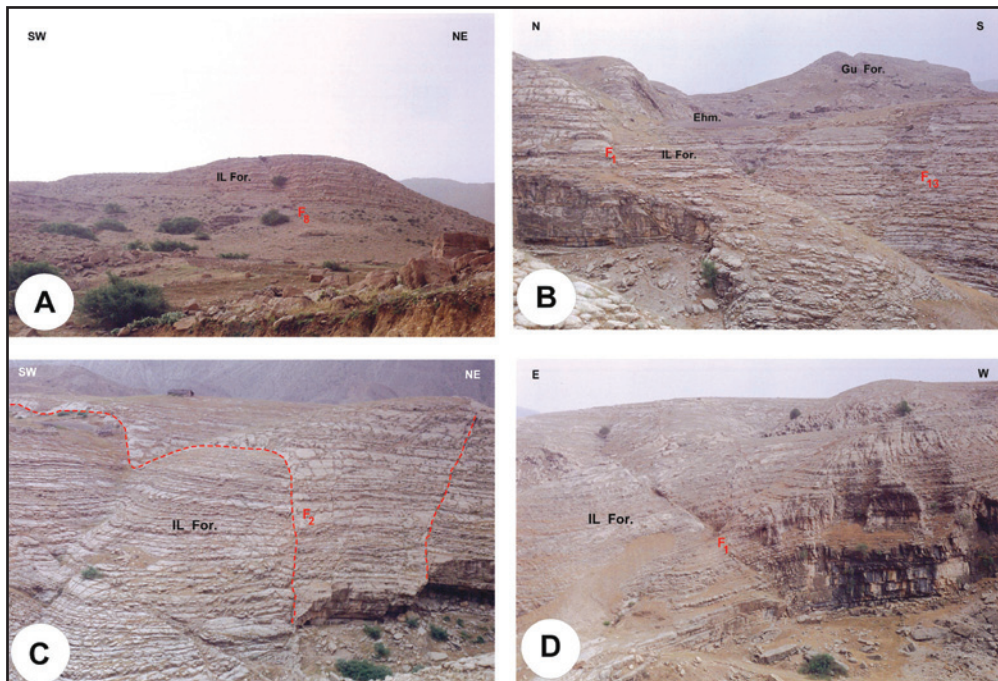 SW NE
IL For.
F8
A
N S
Gu For.
Ehm.
F1
IL For.
F11
B
SW NE
F2
IL For.
C
E W
IL For.
F1
D